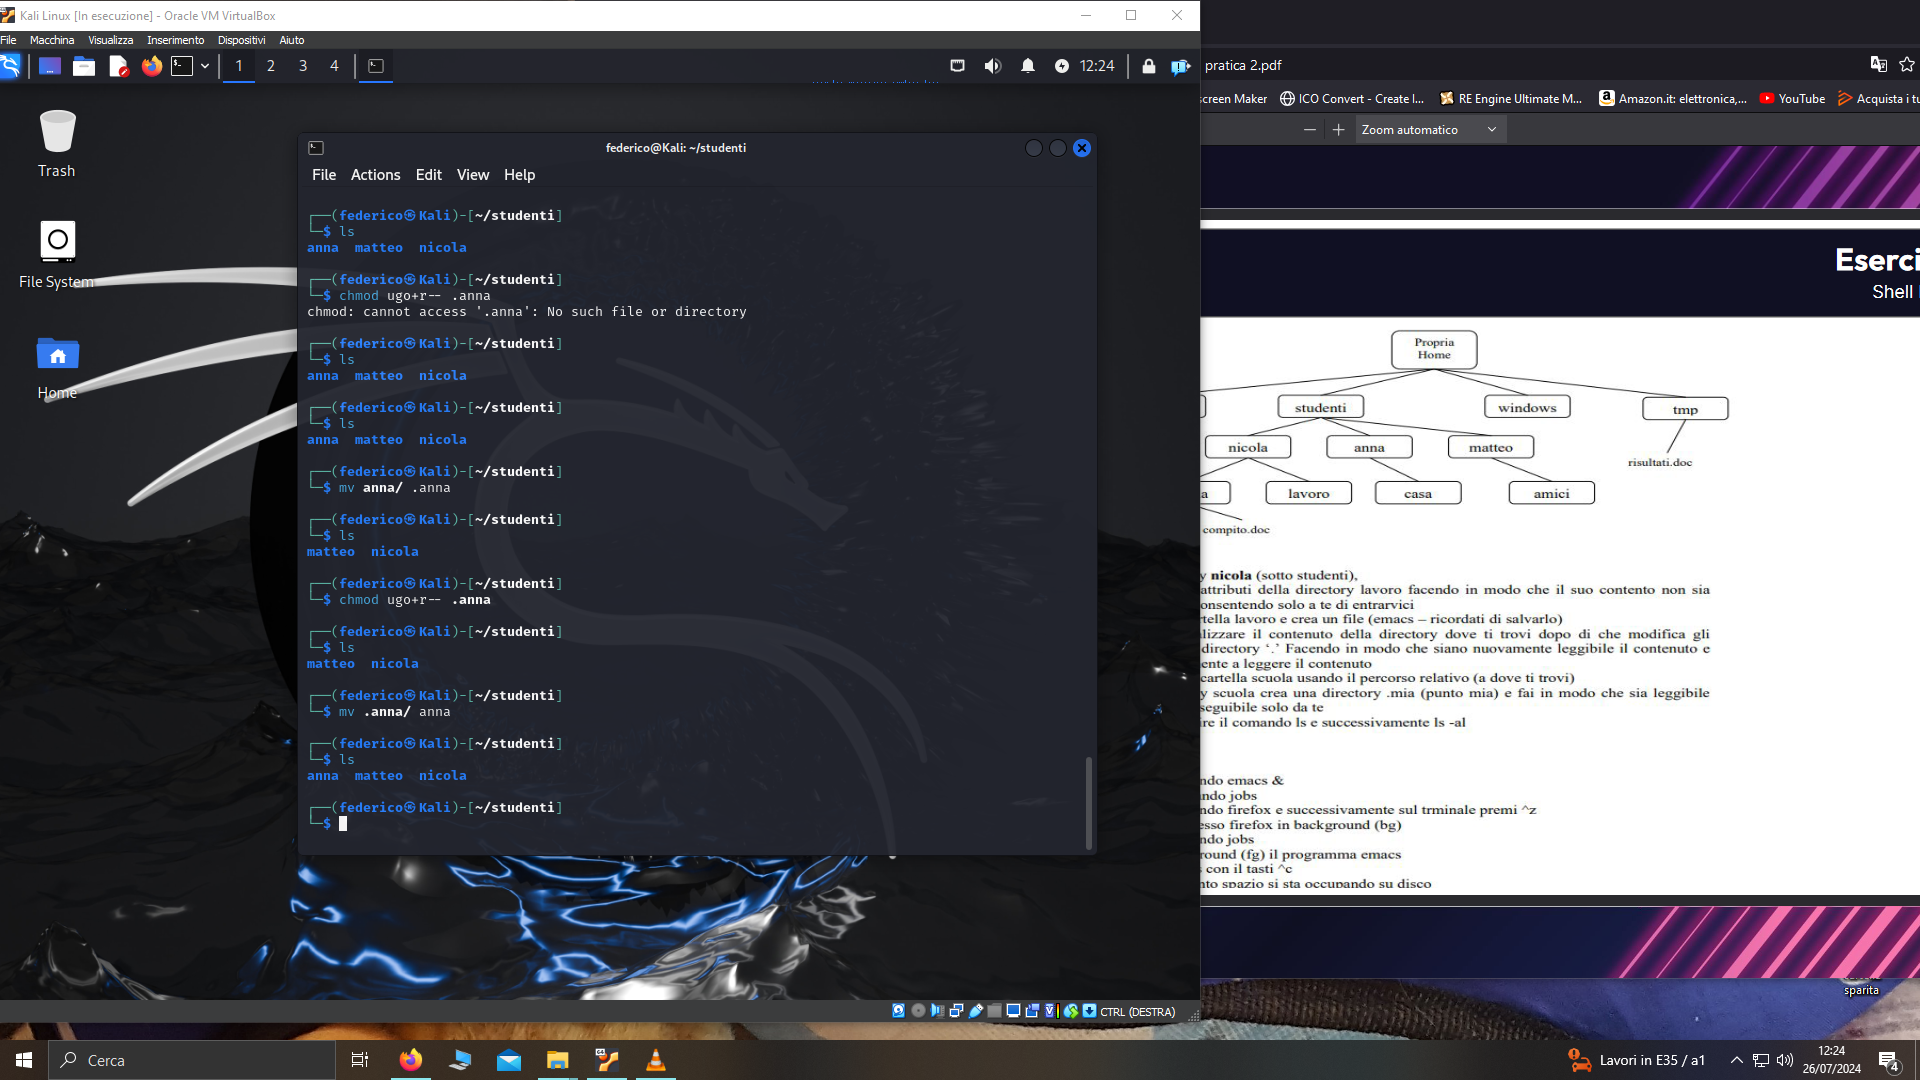 Kali Linux [In esecuzione] - Oracle VM VirtualBox
File Macchina Visualizza Inserimento Dispositivi Aiuto
1 2 3 4
12:24
Trash
File System
Home
federico@Kali: ~/studenti
File Actions Edit View Help
┌──(federico㉿Kali)-[~/studenti]
└─$ ls
anna matteo nicola
┌──(federico㉿Kali)-[~/studenti]
└─$ chmod ugo+r-- .anna
chmod: cannot access '.anna': No such file or directory
┌──(federico㉿Kali)-[~/studenti]
└─$ ls
anna matteo nicola
┌──(federico㉿Kali)-[~/studenti]
└─$ ls
anna matteo nicola
┌──(federico㉿Kali)-[~/studenti]
└─$ mv anna/ .anna
┌──(federico㉿Kali)-[~/studenti]
└─$ ls
matteo nicola
┌──(federico㉿Kali)-[~/studenti]
└─$ chmod ugo+r-- .anna
┌──(federico㉿Kali)-[~/studenti]
└─$ ls
matteo nicola
┌──(federico㉿Kali)-[~/studenti]
└─$ mv .anna/ anna
┌──(federico㉿Kali)-[~/studenti]
└─$ ls
anna matteo nicola
┌──(federico㉿Kali)-[~/studenti]
└─$
CTRL (DESTRA)
pratica 2.pdf
creen Maker ICO Convert - Create I... RE Engine Ultimate M... Amazon.it: elettronica,... YouTube Acquista i tu
Zoom automatico
Eserci
Shell
Propria
Home
studenti windows tmp
nicola anna matteo
risultati.doc
a lavoro casa amici
compito.doc
y nicola (sotto studenti),
attributi della directory lavoro facendo in modo che il suo contento non sia
onsentendo solo a te di entrarvici
rtella lavoro e crea un file (emacs – ricordati di salvarlo)
lizzare il contenuto della directory dove ti trovi dopo di che modifica gli
directory ‘.’ Facendo in modo che siano nuovamente leggibile il contenuto e
ente a leggere il contenuto
cartella scuola usando il percorso relativo (a dove ti trovi)
y scuola crea una directory .mia (punto mia) e fai in modo che sia leggibile
seguibile solo da te
ire il comando ls e successivamente ls -al
ndo emacs &
ando jobs
ndo firefox e successivamente sul trminale premi ^z
esso firefox in background (bg)
ndo jobs
round (fg) il programma emacs
s con il tasti ^c
nto spazio si sta occupando su disco
sparita
Cerca
Lavori in E35 / a1
12:24
26/07/2024
4